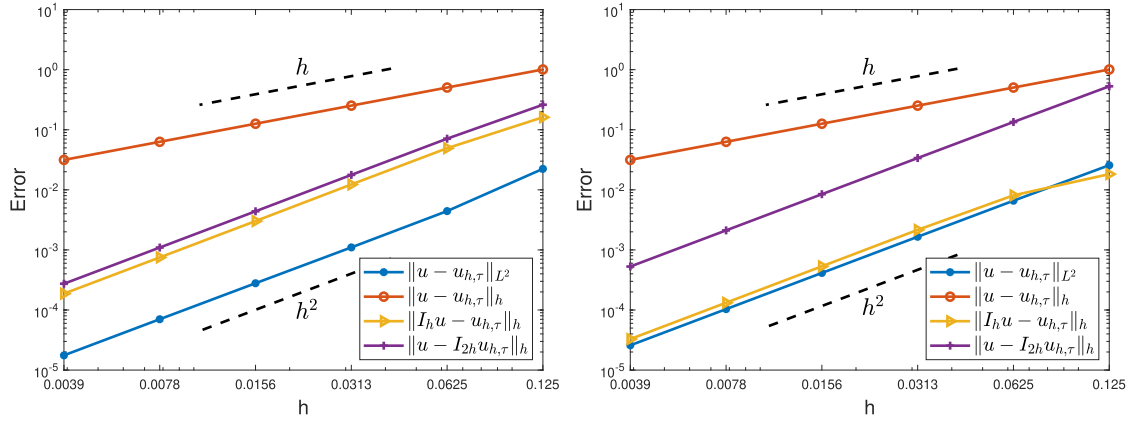 10^1
10^0
10^-1
10^-2
10^-3
10^-4
10^-5
Error
h
h^2
‖u − u_{h,τ}‖_{L^2}
‖u − u_{h,τ}‖_h
‖I_h u − u_{h,τ}‖_h
‖u − I_{2h} u_{h,τ}‖_h
0.0039 0.0078 0.0156 0.0313 0.0625 0.125
h
10^1
10^0
10^-1
10^-2
10^-3
10^-4
10^-5
Error
h
h^2
‖u − u_{h,τ}‖_{L^2}
‖u − u_{h,τ}‖_h
‖I_h u − u_{h,τ}‖_h
‖u − I_{2h} u_{h,τ}‖_h
0.0039 0.0078 0.0156 0.0313 0.0625 0.125
h